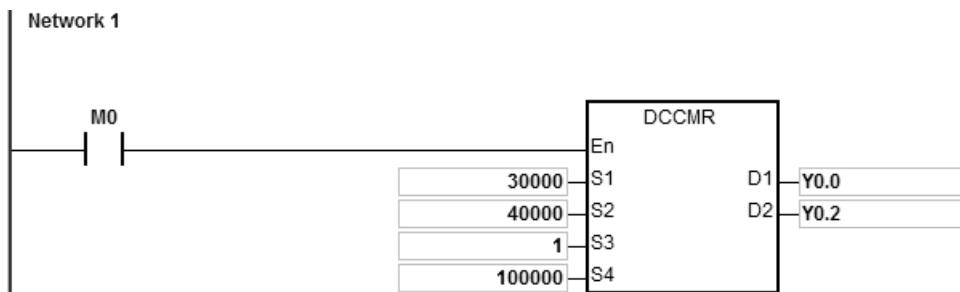 Network 1
M0
DCCMR
En
30000 S1 D1 Y0.0
40000 S2 D2 Y0.2
1 S3
100000 S4